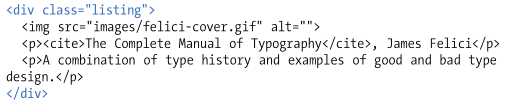 <div class="listing">
<img src="images/felici-cover.gif" alt="">
<p><cite>The Complete Manual of Typography</cite>, James Felici</p>
<p>A combination of type history and examples of good and bad type
design.</p>
</div>